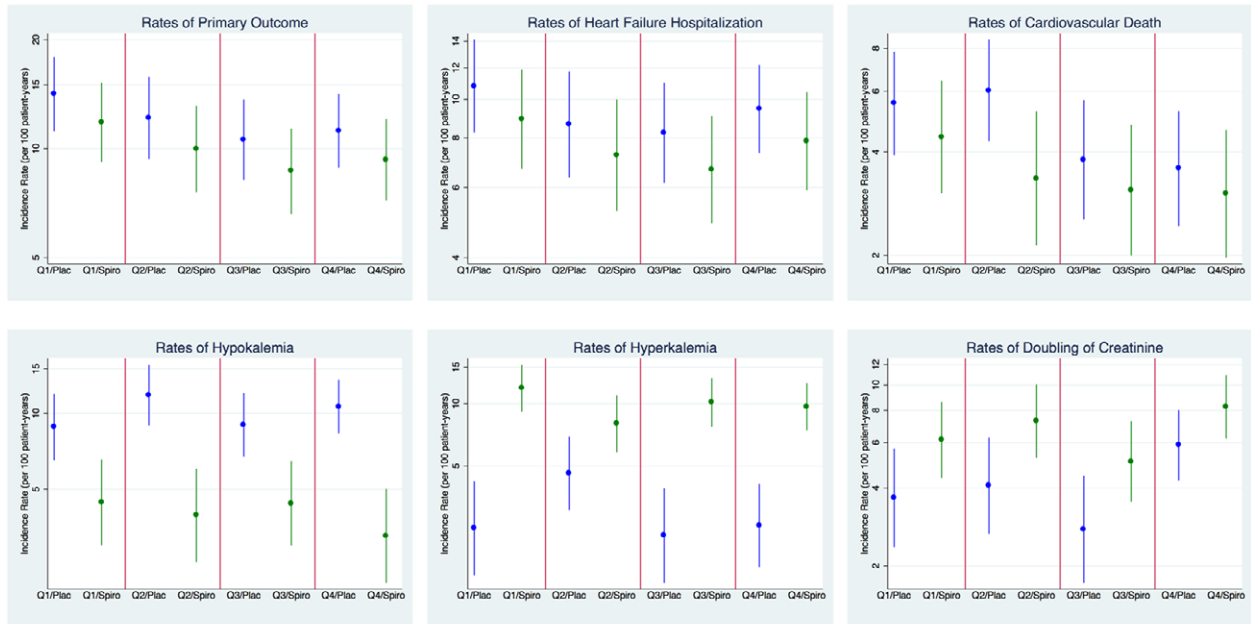 Rates of Primary Outcome
Incidence Rate (per 100 patient-years)
20
15
10
5
Q1/Plac Q1/Spiro Q2/Plac Q2/Spiro Q3/Plac Q3/Spiro Q4/Plac Q4/Spiro
Rates of Heart Failure Hospitalization
Incidence Rate (per 100 patient-years)
14
12
10
8
6
4
Q1/Plac Q1/Spiro Q2/Plac Q2/Spiro Q3/Plac Q3/Spiro Q4/Plac Q4/Spiro
Rates of Cardiovascular Death
Incidence Rate (per 100 patient-years)
8
6
4
2
Q1/Plac Q1/Spiro Q2/Plac Q2/Spiro Q3/Plac Q3/Spiro Q4/Plac Q4/Spiro
Rates of Hypokalemia
Incidence Rate (per 100 patient-years)
15
10
5
Q1/Plac Q1/Spiro Q2/Plac Q2/Spiro Q3/Plac Q3/Spiro Q4/Plac Q4/Spiro
Rates of Hyperkalemia
Incidence Rate (per 100 patient-years)
15
10
5
Q1/Plac Q1/Spiro Q2/Plac Q2/Spiro Q3/Plac Q3/Spiro Q4/Plac Q4/Spiro
Rates of Doubling of Creatinine
Incidence Rate (per 100 patient-years)
12
10
8
6
4
2
Q1/Plac Q1/Spiro Q2/Plac Q2/Spiro Q3/Plac Q3/Spiro Q4/Plac Q4/Spiro